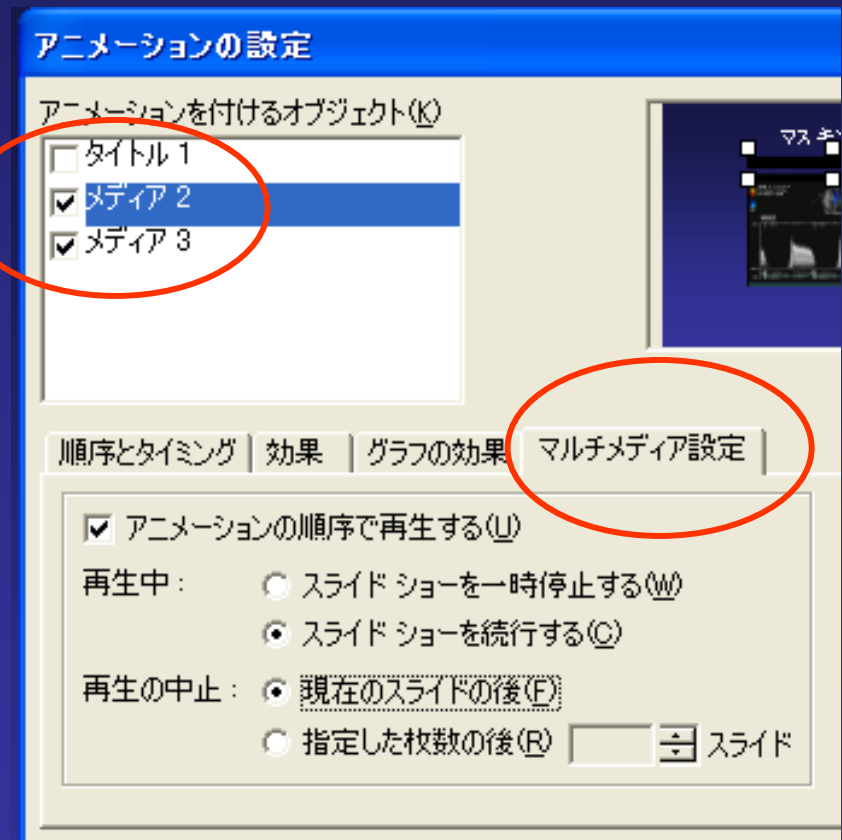 アニメーションの設定
アニメーションを付けるオブジェクト(K)
タイトル 1
メディア 2
メディア 3
マス
順序とタイミング
効果
グラフの効果
マルチメディア設定
アニメーションの順序で再生する(U)
再生中:
スライド ショーを一時停止する(W)
スライド ショーを続行する(C)
再生の中止:
現在のスライドの後(F)
指定した枚数の後(R)
スライド